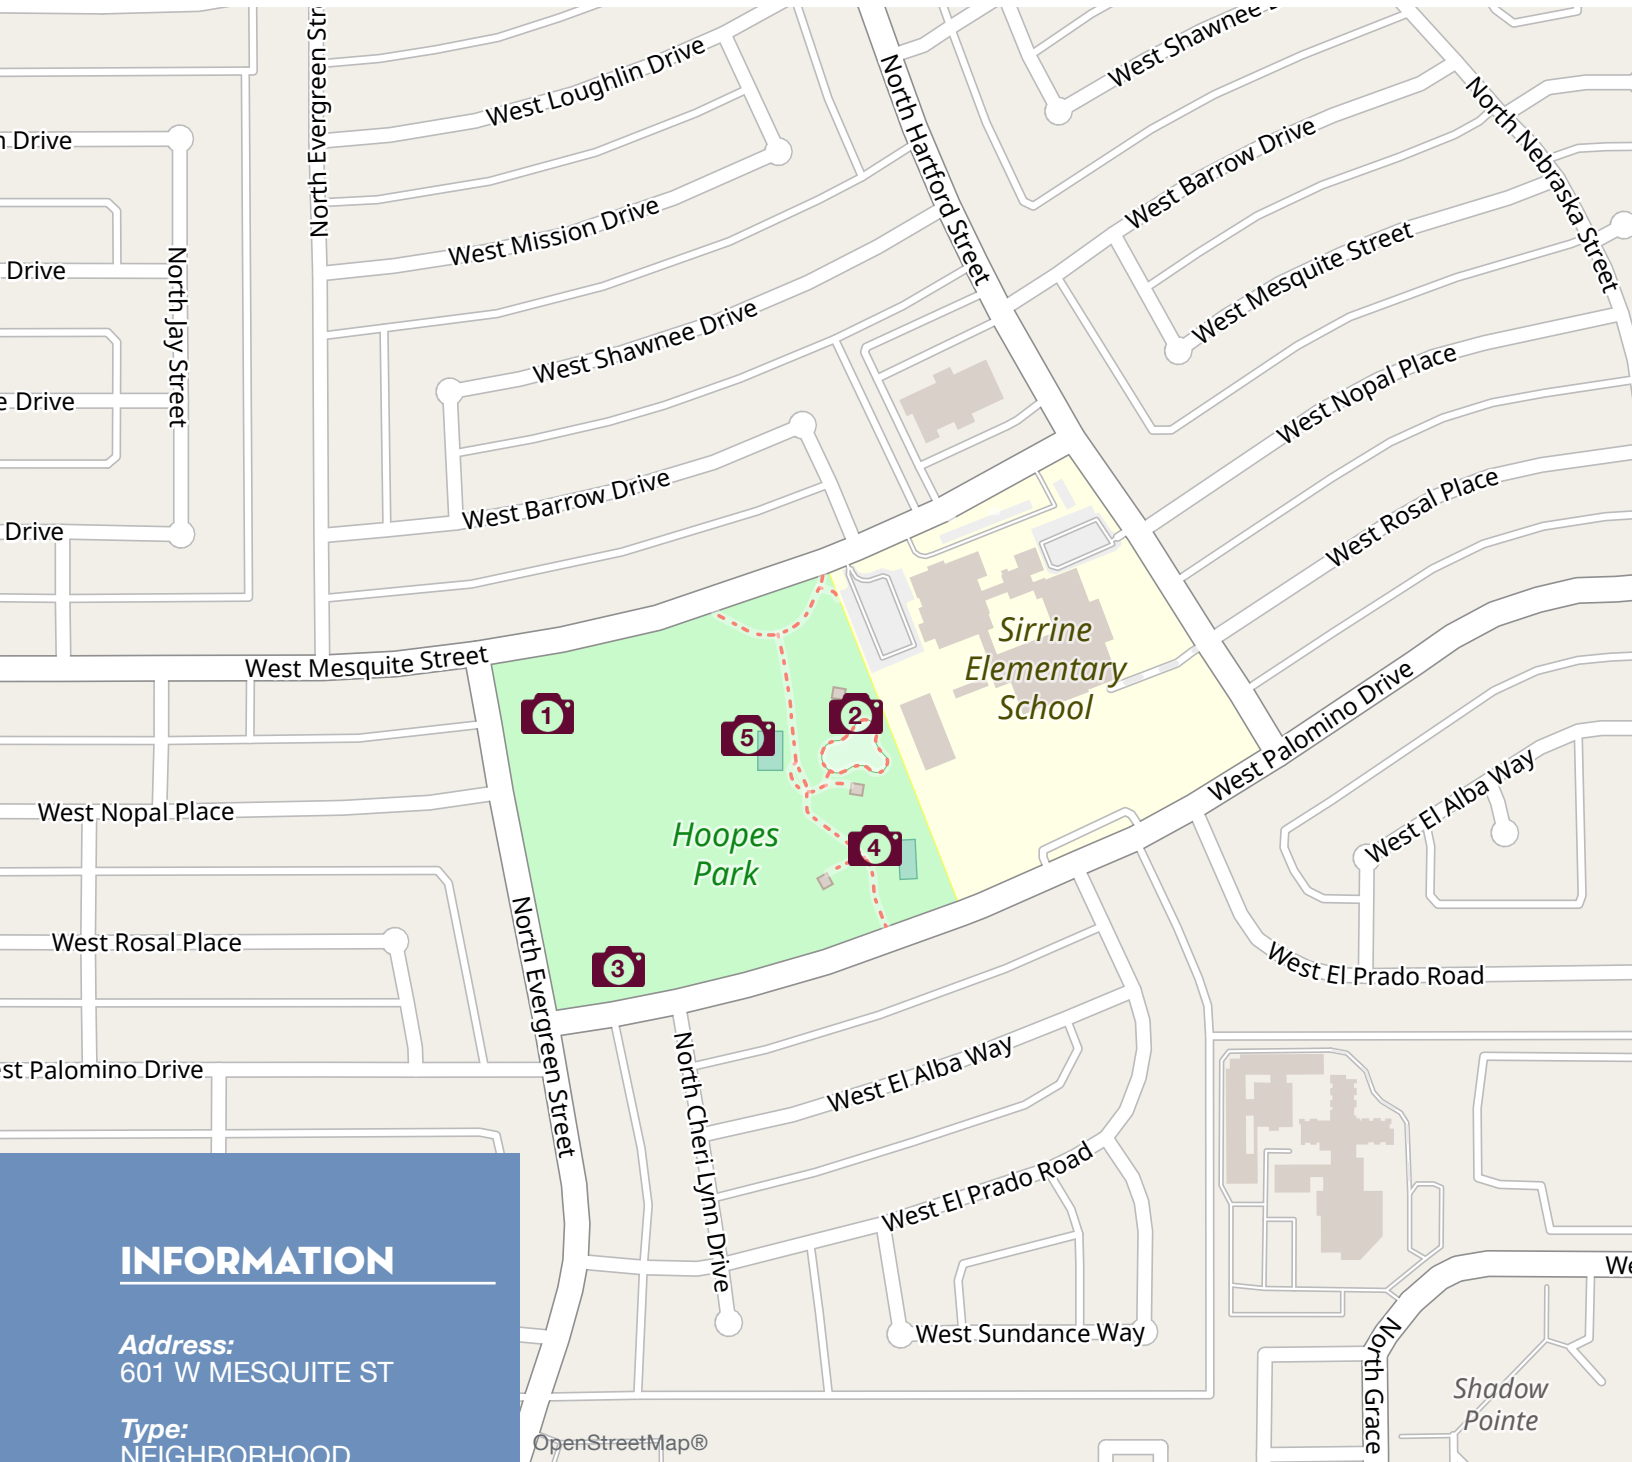 North Evergreen Str
West Loughlin Drive
North Hartford Street
West Shawnee
North Nebraska Street
West Barrow Drive
Drive
West Mission Drive
North Jay Street
Drive
West Mesquite Street
West Shawnee Drive
Drive
West Nopal Place
West Barrow Drive
Drive
West Rosal Place
West Mesquite Street
Sirrine
Elementary
School
West Palomino Drive
1
2
5
West Nopal Place
Hoopes
Park
4
West El Alba Way
West Rosal Place
3
North Evergreen Street
West El Prado Road
st Palomino Drive
North Cheri Lynn Drive
West El Alba Way
West El Prado Road
West Sundance Way
North Grace
Shadow
Pointe
INFORMATION
Address:
601 W MESQUITE ST
Type:
NEIGHBORHOOD
OpenStreetMap®